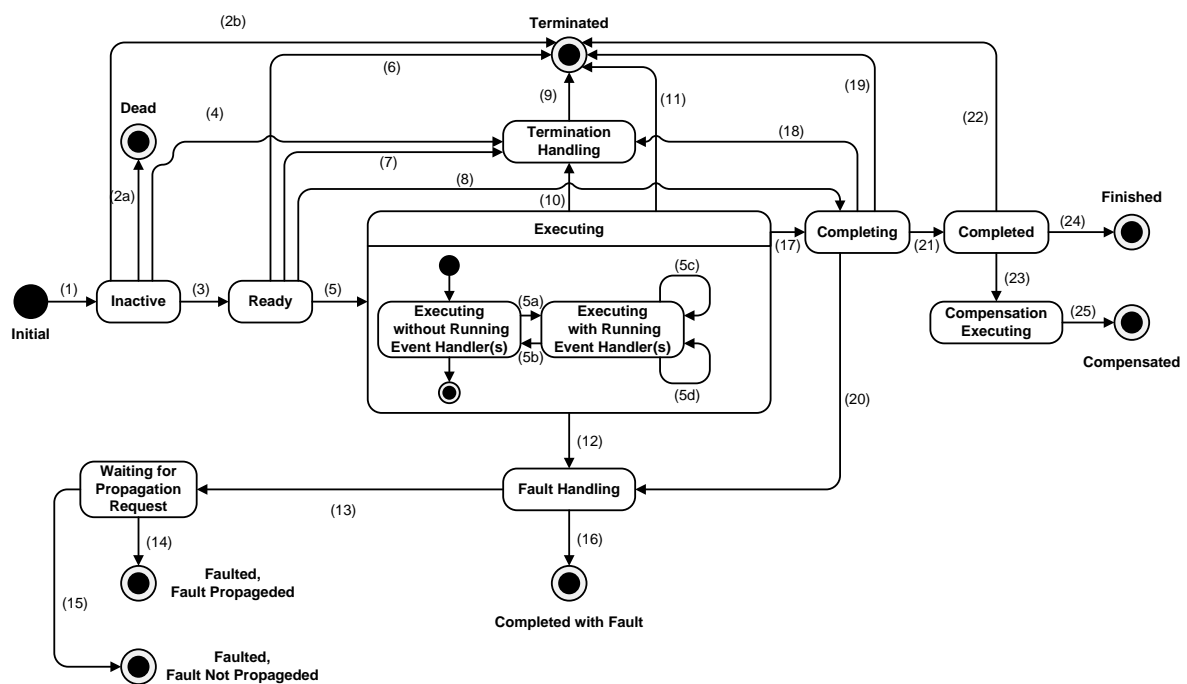 (2b)
Terminated
(6)
(9)
(11)
(19)
(22)
Dead
(4)
Termination
Handling
(18)
(7)
(2a)
(8)
(10)
Executing
(17)
Completing
(21)
Completed
(24)
Finished
(1)
Initial
Inactive
(3)
Ready
(5)
(5c)
Executing
without Running
Event Handler(s)
(5a)
(5b)
Executing
with Running
Event Handler(s)
(5d)
(23)
Compensation
Executing
(25)
Compensated
(20)
(12)
Waiting for
Propagation
Request
(13)
Fault Handling
(14)
(16)
(15)
Faulted,
Fault Propageded
Completed with Fault
Faulted,
Fault Not Propageded